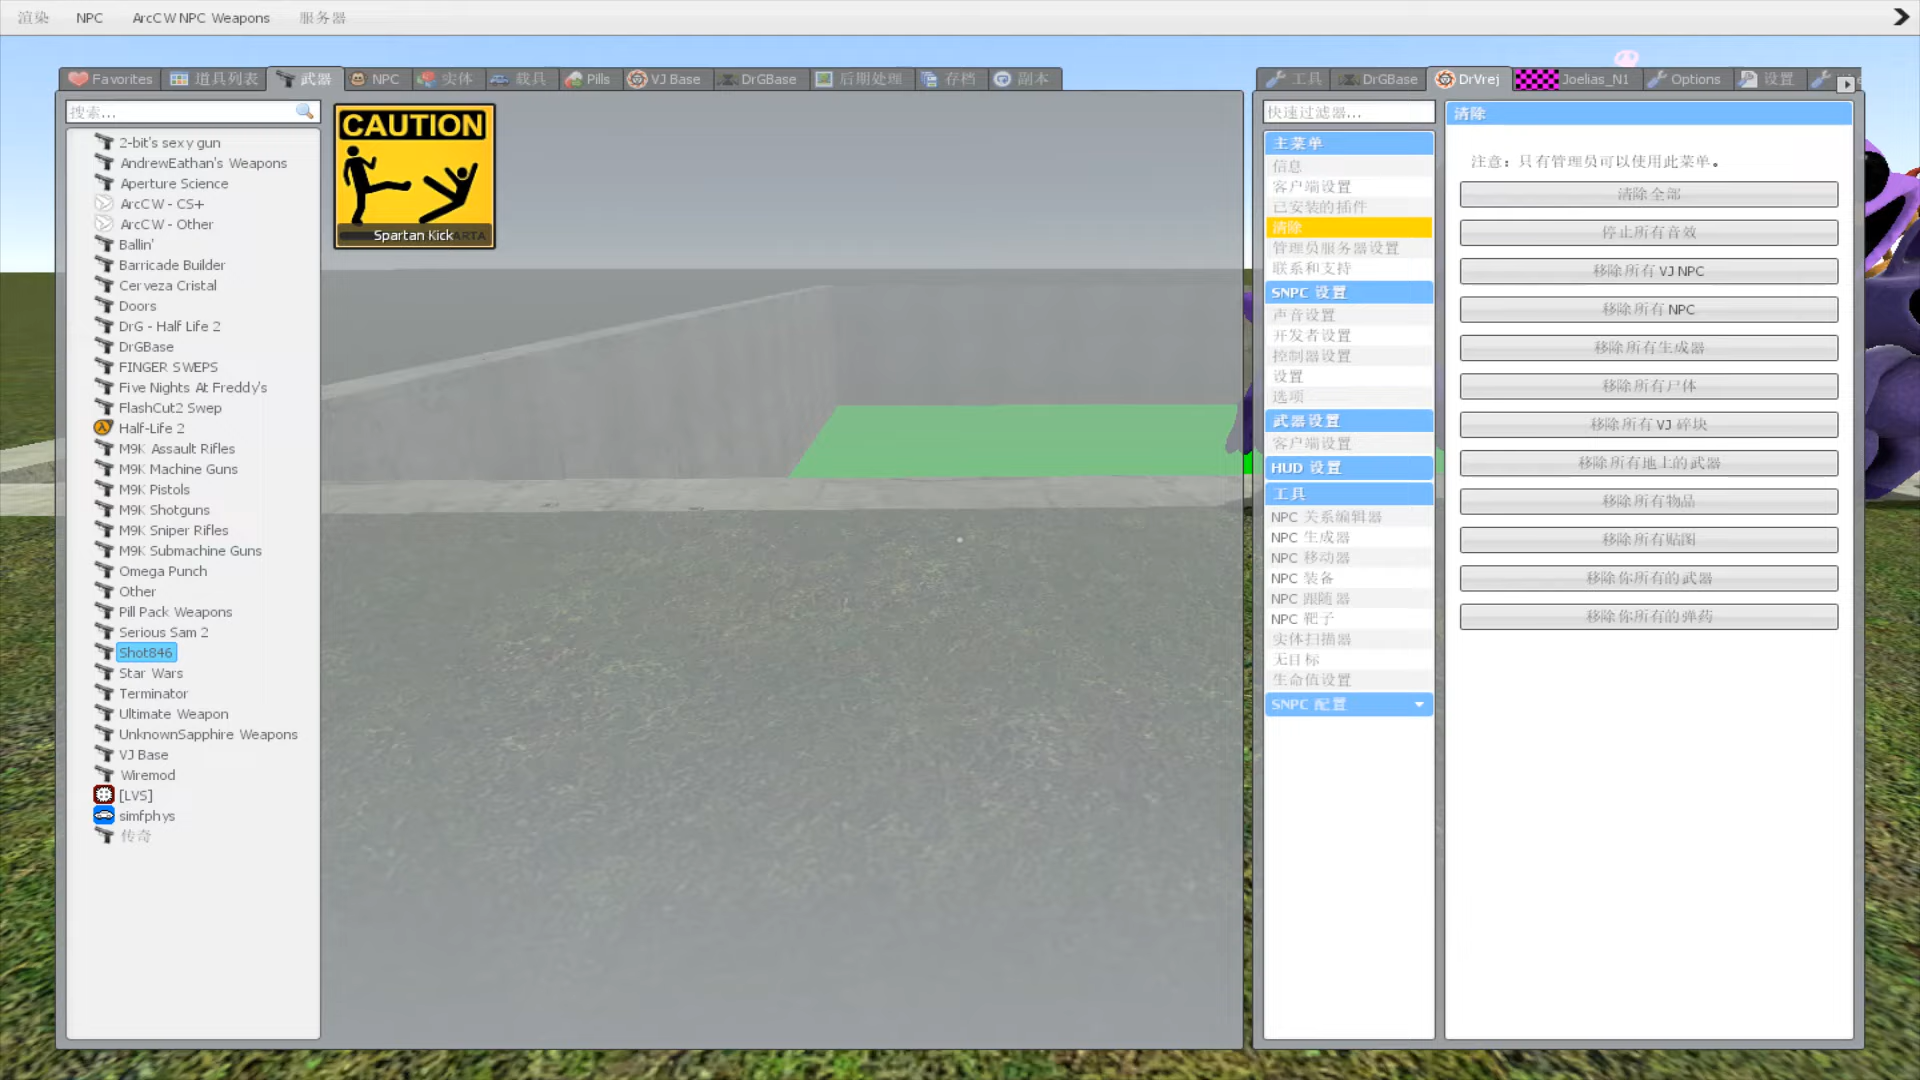 渲染 NPC ArcCW NPC Weapons 服务器
Favorites 道具列表 武器 NPC 实体 载具 Pills VJ Base DrGBase 后期处理 存档 副本
搜索...
2-bit's sexy gun
AndrewEathan's Weapons
Aperture Science
ArcCW - CS+
ArcCW - Other
Ballin'
Barricade Builder
Cerveza Cristal
Doors
DrG - Half Life 2
DrGBase
FINGER SWEPS
Five Nights At Freddy's
FlashCut2 Swep
Half-Life 2
M9K Assault Rifles
M9K Machine Guns
M9K Pistols
M9K Shotguns
M9K Sniper Rifles
M9K Submachine Guns
Omega Punch
Other
Pill Pack Weapons
Serious Sam 2
Shot846
Star Wars
Terminator
Ultimate Weapon
UnknownSapphire Weapons
VJ Base
Wiremod
[LVS]
simfphys
传奇
CAUTION
Spartan Kick
工具 DrGBase DrVrej Joelias_N1 Options 设置
快速过滤器...
主菜单
信息
客户端设置
已安装的插件
清除
管理员服务器设置
联系和支持
SNPC 设置
声音设置
开发者设置
控制器设置
设置
选项
武器设置
客户端设置
HUD 设置
工具
NPC 关系编辑器
NPC 生成器
NPC 移动器
NPC 装备
NPC 跟随器
NPC 靶子
实体扫描器
无目标
生命值设置
SNPC 配置
清除
注意：只有管理员可以使用此菜单。
清除全部
停止所有音效
移除所有 VJ NPC
移除所有 NPC
移除所有生成器
移除所有尸体
移除所有 VJ 碎块
移除所有地上的武器
移除所有物品
移除所有贴图
移除你所有的武器
移除你所有的弹药